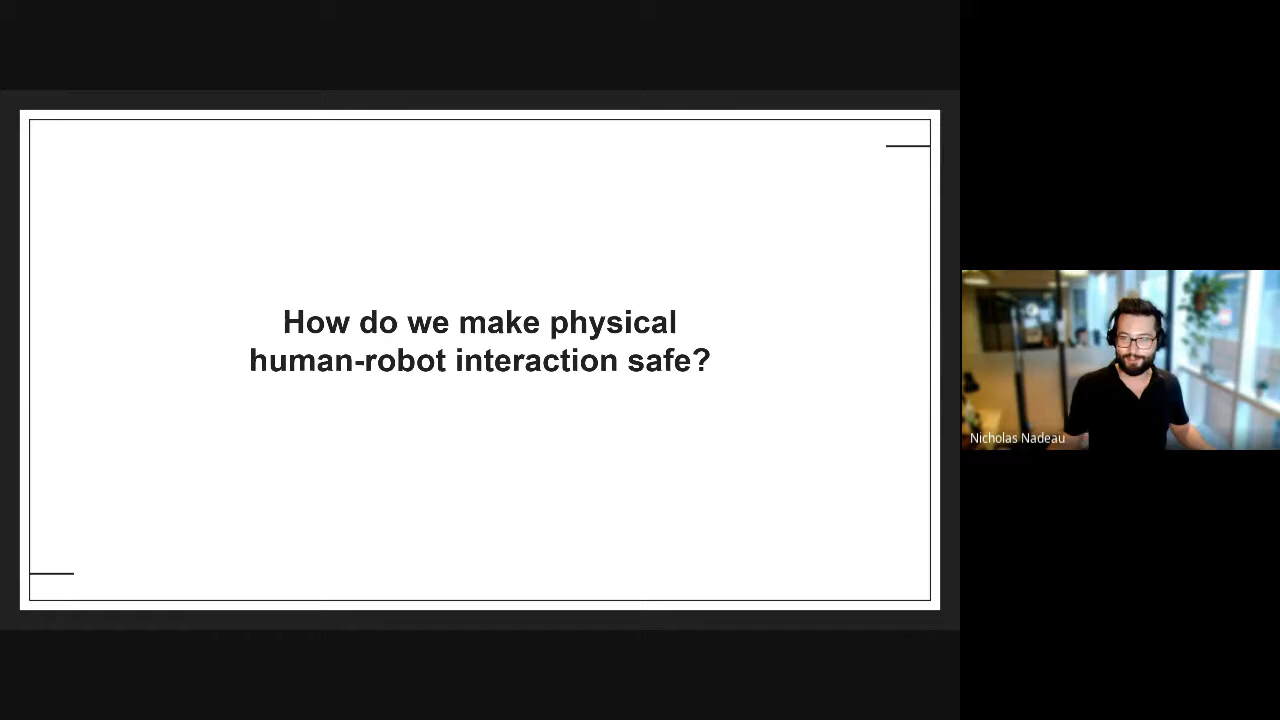 How do we make physical
human-robot interaction safe?
Nicholas Nadeau